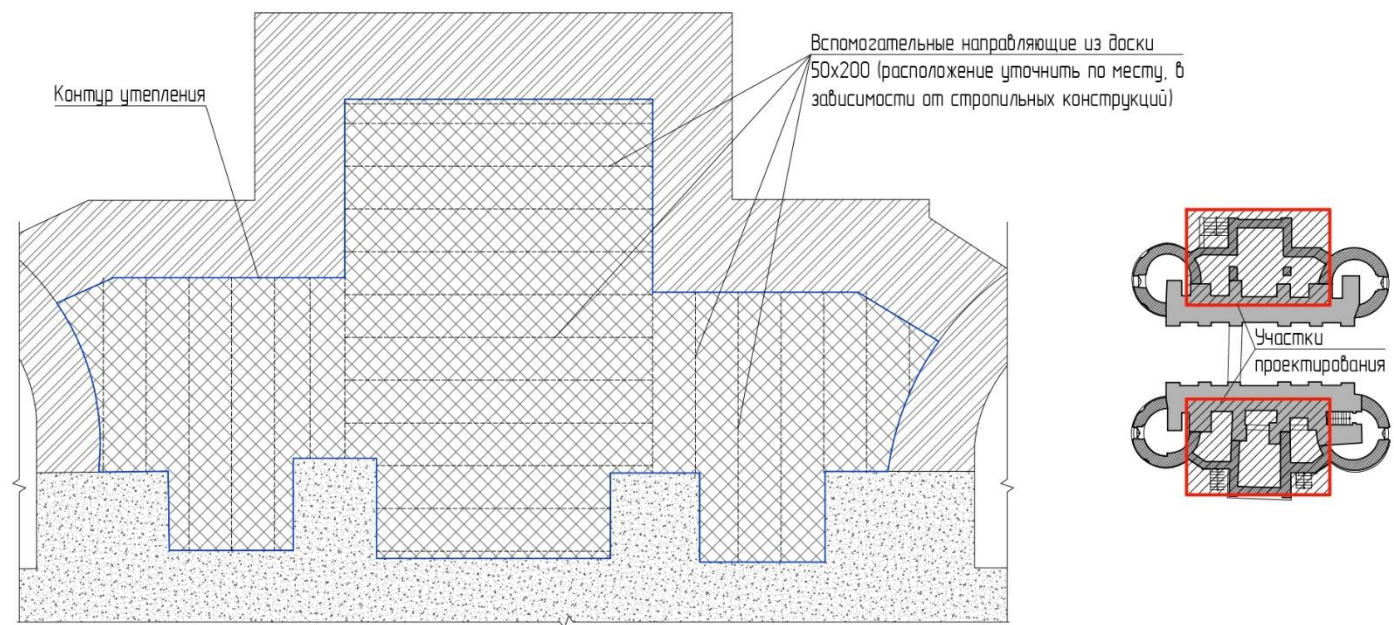 Контур утепления
Вспомогательные направляющие из доски
50х200 (расположение уточнить по месту, в
зависимости от стропильных конструкций)
Участки
проектирования